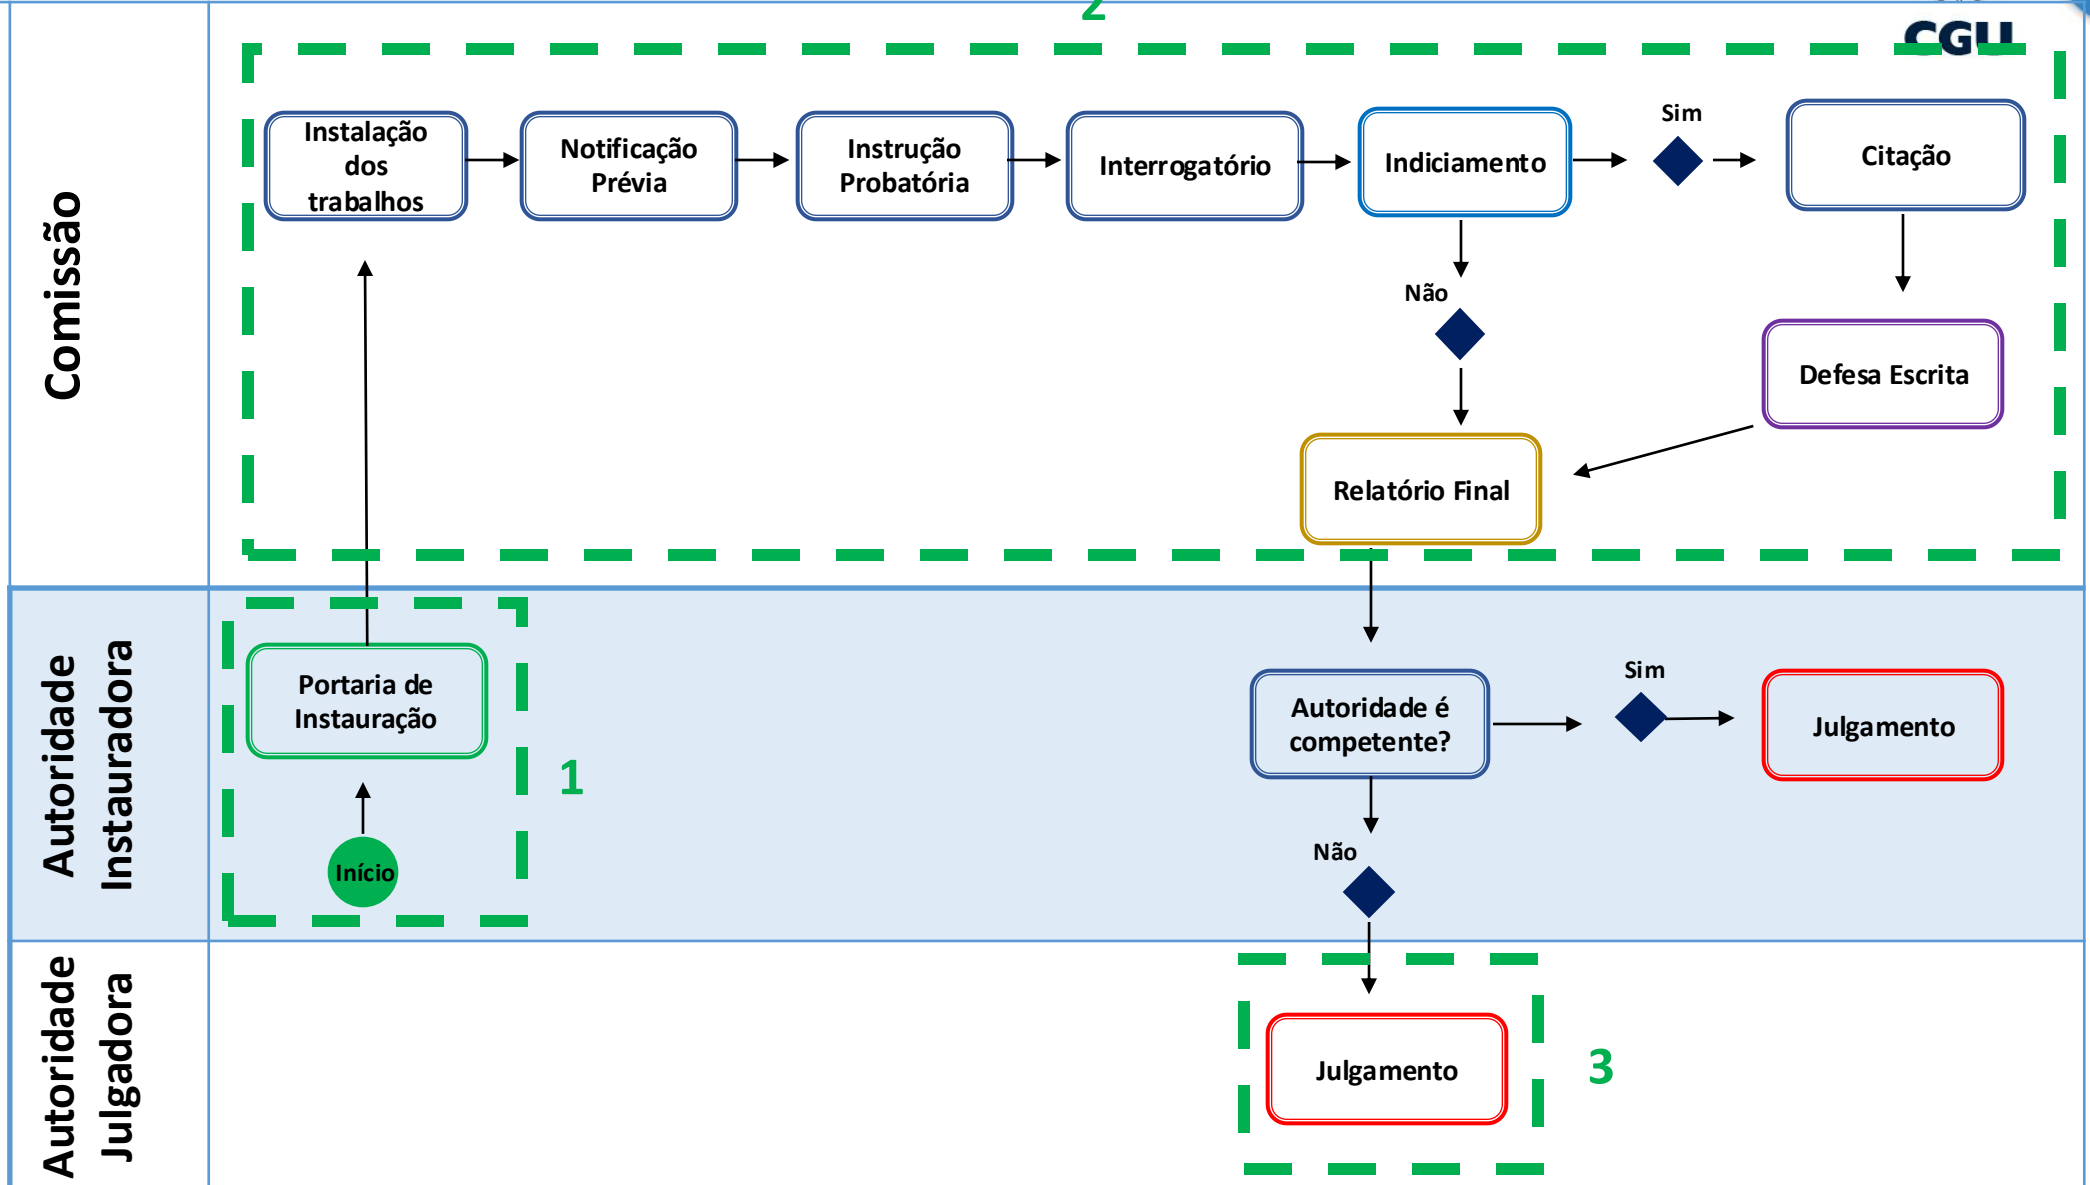 2
CGU
Comissão
Instalação
dos
trabalhos
Notificação
Prévia
Instrução
Probatória
Interrogatório
Indiciamento
Sim
Citação
Não
Defesa Escrita
Relatório Final
Autoridade
Instauradora
Portaria de
Instauração
1
Início
Autoridade é
competente?
Sim
Julgamento
Não
Autoridade
Julgadora
Julgamento
3